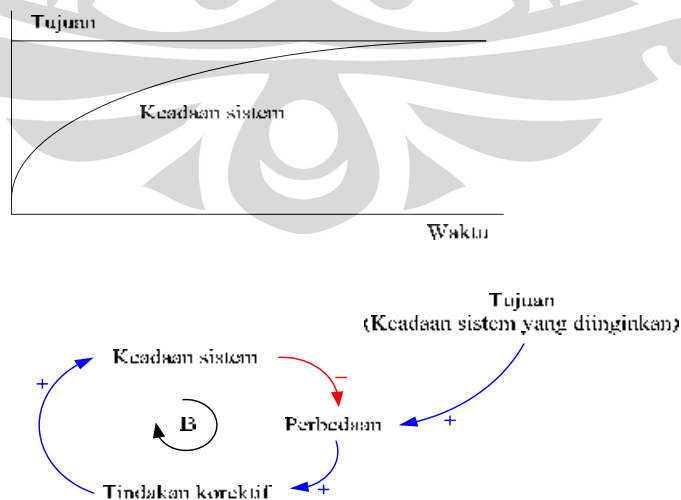 Tujuan
Keadaan sistem
Waktu
Tujuan
(Keadaan sistem yang diinginkan)
Keadaan sistem
−
+
B
Perbedaan
+
Tindakan korektif
+